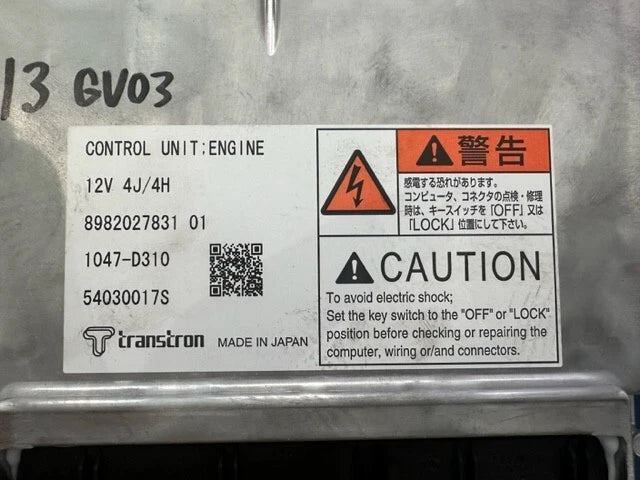 13 GV03
CONTROL UNIT:ENGINE
12V 4J/4H
8982027831 01
1047-D310
54030017S
transtron MADE IN JAPAN
警告
感電する恐れがあります。
コンピュータ、コネクタの点検・修理
時は、キースイッチを「OFF」又は
「LOCK」位置にして下さい。
CAUTION
To avoid electric shock;
Set the key switch to the "OFF" or "LOCK"
position before checking or repairing the
computer, wiring or/and connectors.